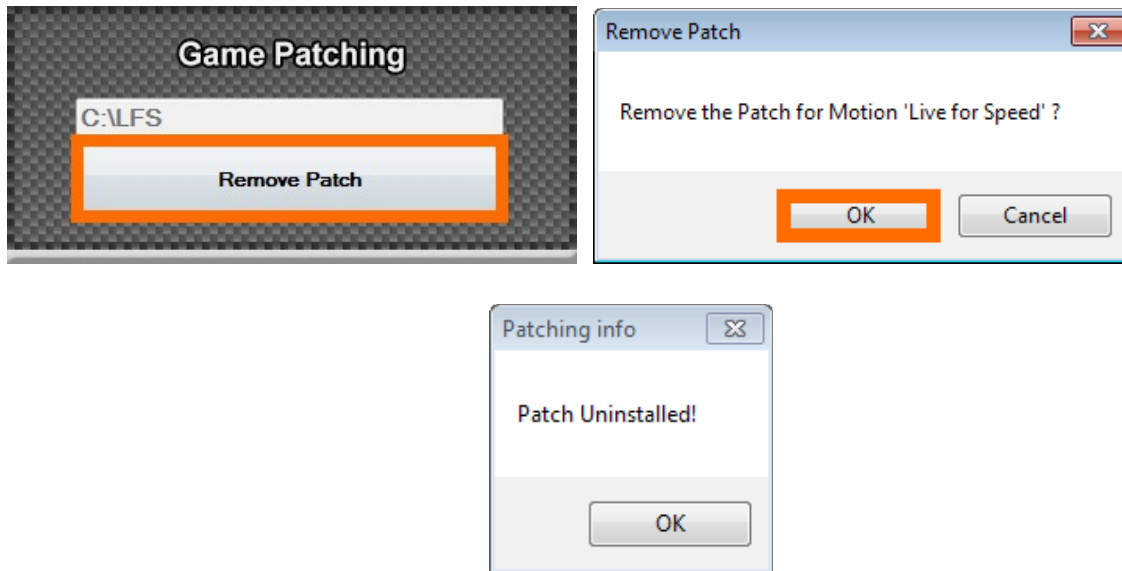 Game Patching
C:\LFS
Remove Patch
Remove Patch
Remove the Patch for Motion 'Live for Speed' ?
OK
Cancel
Patching info
Patch Uninstalled!
OK